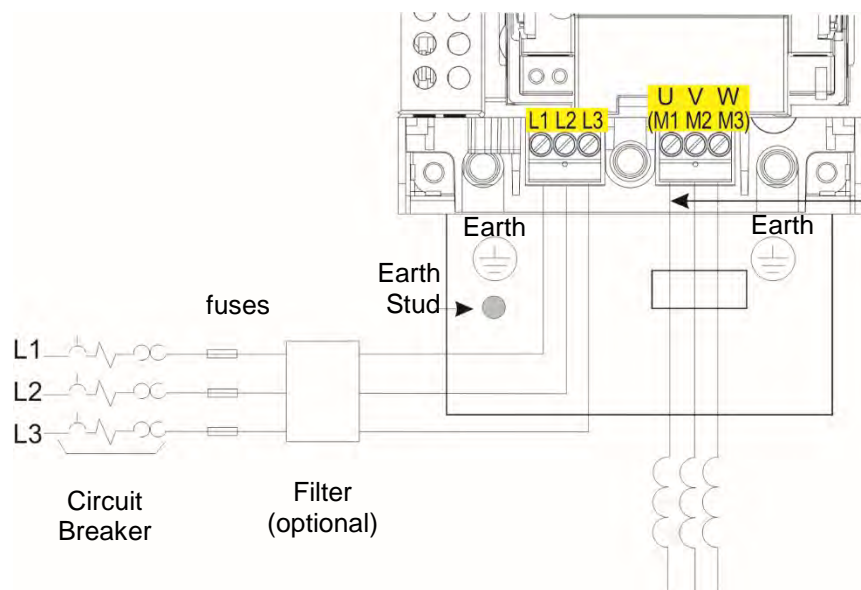 U V W
L1 L2 L3
(M1 M2 M3)
Earth
Earth
Earth
Stud
fuses
L1
L2
L3
Circuit
Breaker
Filter
(optional)